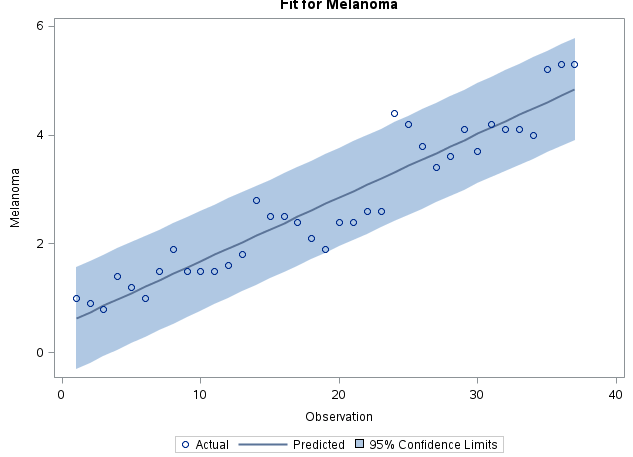 Fit for Melanoma
6
4
2
0
Melanoma
0 10 20 30 40
Observation
Actual Predicted 95% Confidence Limits